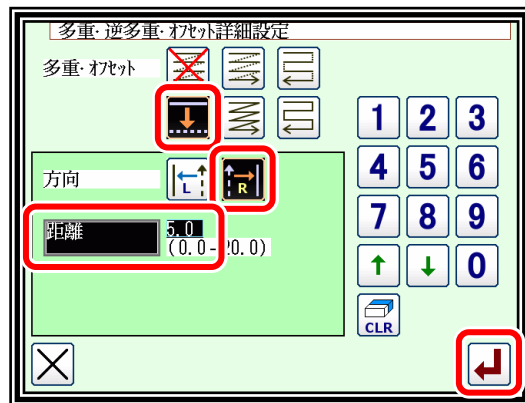 多重･逆多重･ｵﾌｾｯﾄ詳細設定
多重･ｵﾌｾｯﾄ
1 2 3
方向 L R 4 5 6
距離 5.0 7 8 9
(0.0-20.0)
↑ ↓ 0
CLR